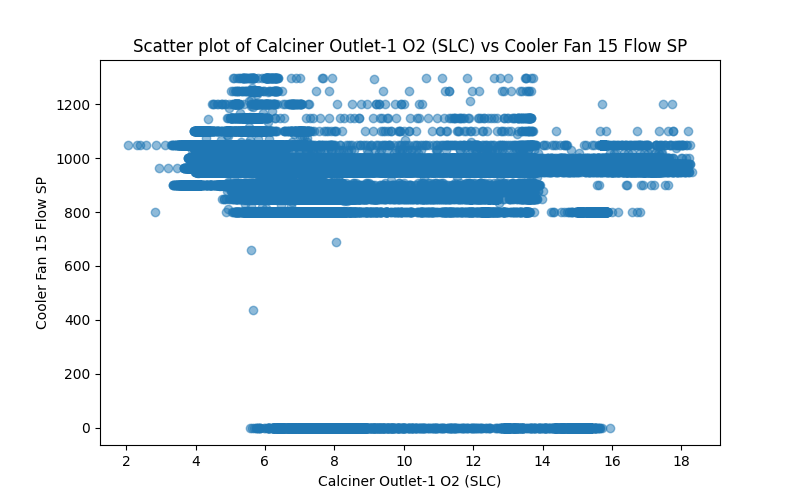 Scatter plot of Calciner Outlet-1 O2 (SLC) vs Cooler Fan 15 Flow SP
1200
1000
800
600
400
200
0
Cooler Fan 15 Flow SP
2 4 6 8 10 12 14 16 18
Calciner Outlet-1 O2 (SLC)